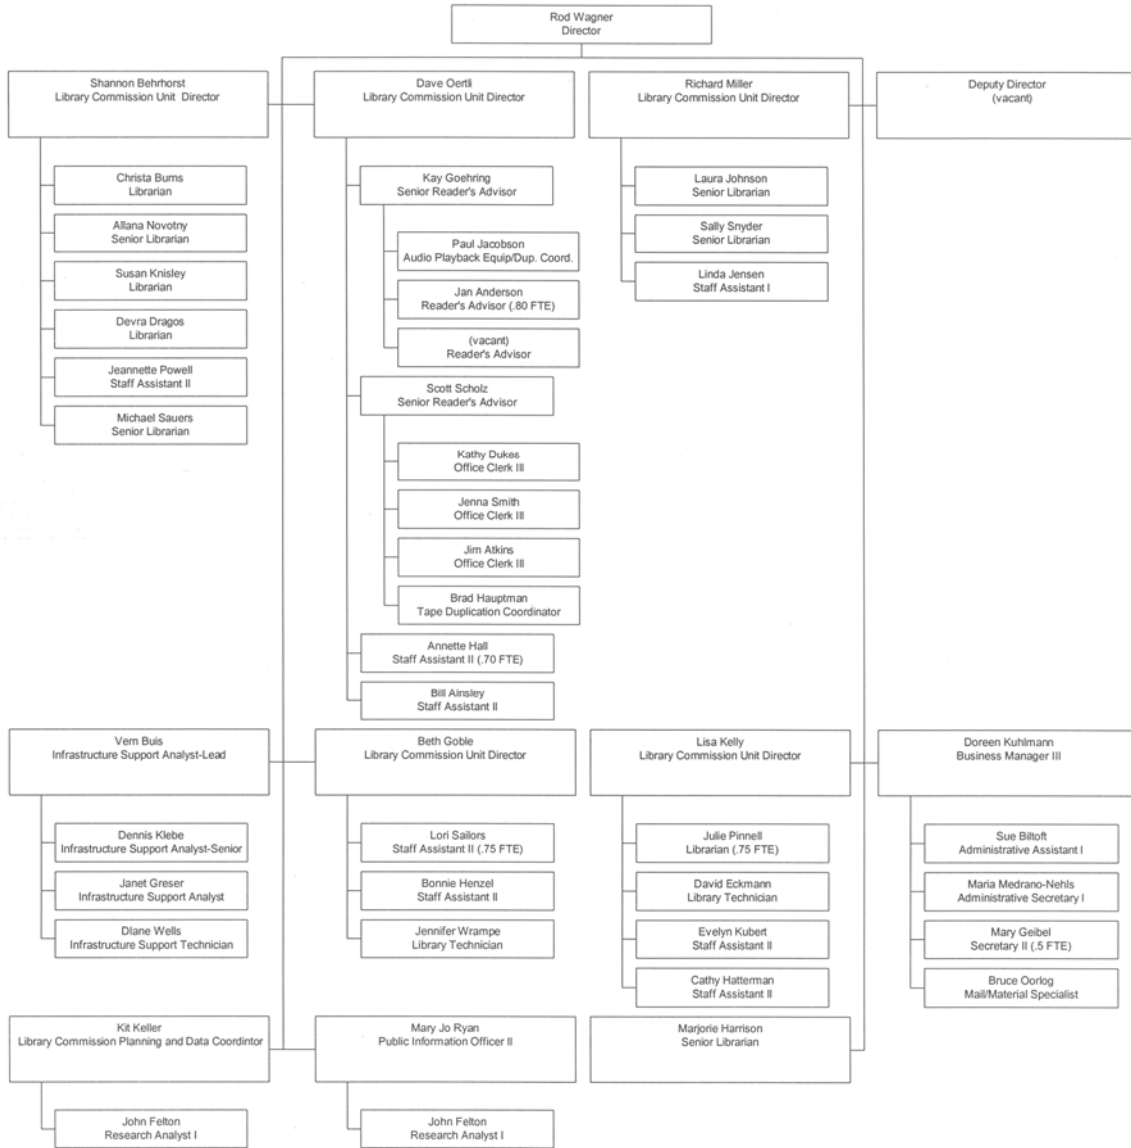 Rod Wagner
Director
Shannon Behrhorst
Library Commission Unit Director
Dave Oertli
Library Commission Unit Director
Richard Miller
Library Commission Unit Director
Deputy Director
(vacant)
Christa Burns
Librarian
Allana Novotny
Senior Librarian
Susan Knisley
Librarian
Devra Dragos
Librarian
Jeannette Powell
Staff Assistant II
Michael Sauers
Senior Librarian
Kay Goehring
Senior Reader's Advisor
Paul Jacobson
Audio Playback Equip/Dup. Coord.
Jan Anderson
Reader's Advisor (.80 FTE)
(vacant)
Reader's Advisor
Scott Scholz
Senior Reader's Advisor
Kathy Dukes
Office Clerk III
Jenna Smith
Office Clerk III
Jim Atkins
Office Clerk III
Brad Hauptman
Tape Duplication Coordinator
Annette Hall
Staff Assistant II (.70 FTE)
Bill Ainsley
Staff Assistant II
Laura Johnson
Senior Librarian
Sally Snyder
Senior Librarian
Linda Jensen
Staff Assistant I
Vern Buis
Infrastructure Support Analyst-Lead
Beth Goble
Library Commission Unit Director
Lisa Kelly
Library Commission Unit Director
Doreen Kuhlmann
Business Manager III
Dennis Klebe
Infrastructure Support Analyst-Senior
Janet Greser
Infrastructure Support Analyst
DIane Wells
Infrastructure Support Technician
Lori Sailors
Staff Assistant II (.75 FTE)
Bonnie Henzel
Staff Assistant II
Jennifer Wrampe
Library Technician
Julie Pinnell
Librarian (.75 FTE)
David Eckmann
Library Technician
Evelyn Kubert
Staff Assistant II
Cathy Hatterman
Staff Assistant II
Sue Biltoft
Administrative Assistant I
Maria Medrano-Nehls
Administrative Secretary I
Mary Geibel
Secretary II (.5 FTE)
Bruce Oorlog
Mail/Material Specialist
Kit Keller
Library Commission Planning and Data Coordintor
Mary Jo Ryan
Public Information Officer II
Marjorie Harrison
Senior Librarian
John Felton
Research Analyst I
John Felton
Research Analyst I